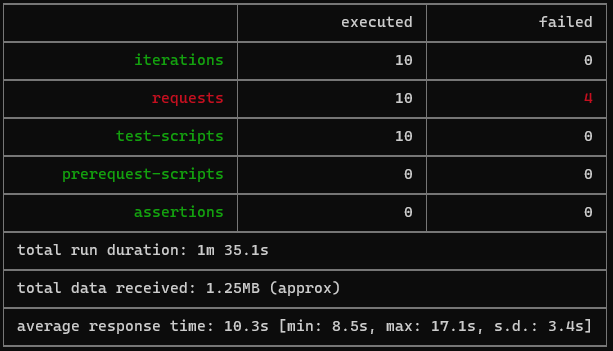 executed failed
iterations 10 0
requests 10 4
test-scripts 10 0
prerequest-scripts 0 0
assertions 0 0
total run duration: 1m 35.1s
total data received: 1.25MB (approx)
average response time: 10.3s [min: 8.5s, max: 17.1s, s.d.: 3.4s]